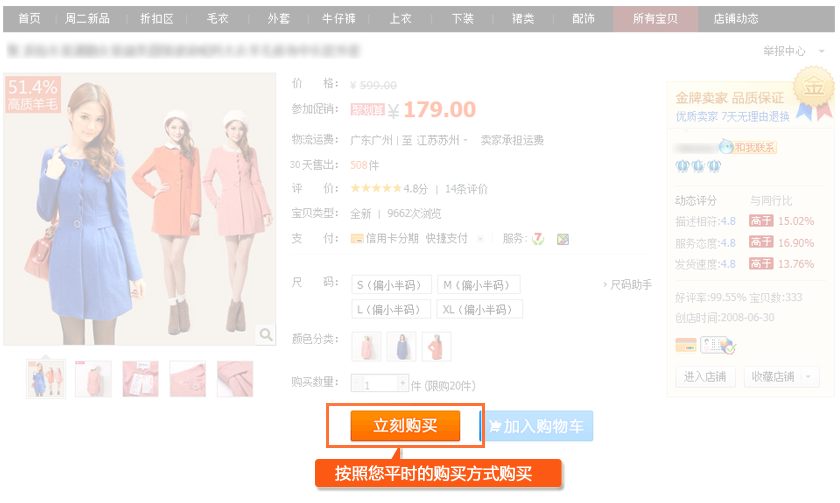 首页 周二新品 折扣区 毛衣 外套 牛仔裤 上衣 下装 裙类 配饰 所有宝贝 店铺动态
举报中心
51.4%
高质羊毛
价 格: ¥ 599.00
参加促销: ¥ 179.00
物流运费: 广东广州 | 至 江苏苏州 卖家承担运费
30天售出: 508件
评 价: ★★★★★ 4.8分 | 14条评价
宝贝类型: 全新 | 9662次浏览
支 付: 信用卡分期 快捷支付 服务: 7
尺 码: S (偏小半码) M (偏小半码) > 尺码助手
L (偏小半码) XL (偏小半码)
颜色分类:
购买数量: 1 件 (限购20件)
立刻购买 加入购物车
按照您平时的购买方式购买
金
金牌卖家 品质保证
优质卖家 7天无理由退换
和我联系
动态评分 与同行比
描述相符:4.8 高于 15.02%
服务态度:4.8 高于 16.90%
发货速度:4.8 高于 13.76%
好评率:99.55% 宝贝数:333
创店时间:2008-06-30
进入店铺 收藏店铺